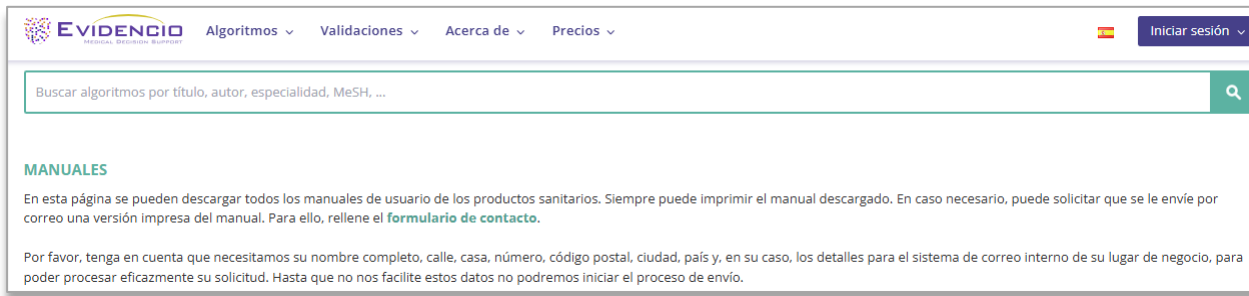 EVIDENCIO
MEDICAL DECISION SUPPORT
Algoritmos
Validaciones
Acerca de
Precios
Iniciar sesión
Buscar algoritmos por título, autor, especialidad, MeSH, ...
MANUALES
En esta página se pueden descargar todos los manuales de usuario de los productos sanitarios. Siempre puede imprimir el manual descargado. En caso necesario, puede solicitar que se le envíe por
correo una versión impresa del manual. Para ello, rellene el formulario de contacto.
Por favor, tenga en cuenta que necesitamos su nombre completo, calle, casa, número, código postal, ciudad, país y, en su caso, los detalles para el sistema de correo interno de su lugar de negocio, para
poder procesar eficazmente su solicitud. Hasta que no nos facilite estos datos no podremos iniciar el proceso de envío.